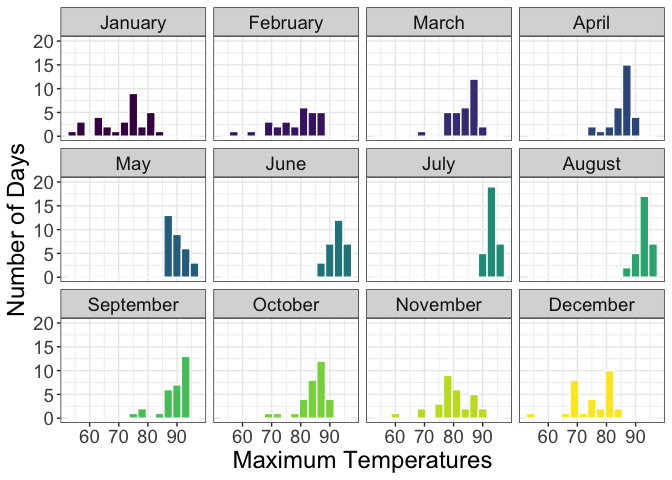 January February March April
20
15
10
5
0
May June July August
20
15
10
5
0
September October November December
20
15
10
5
0
60 70 80 90 60 70 80 90 60 70 80 90 60 70 80 90
Maximum Temperatures
Number of Days